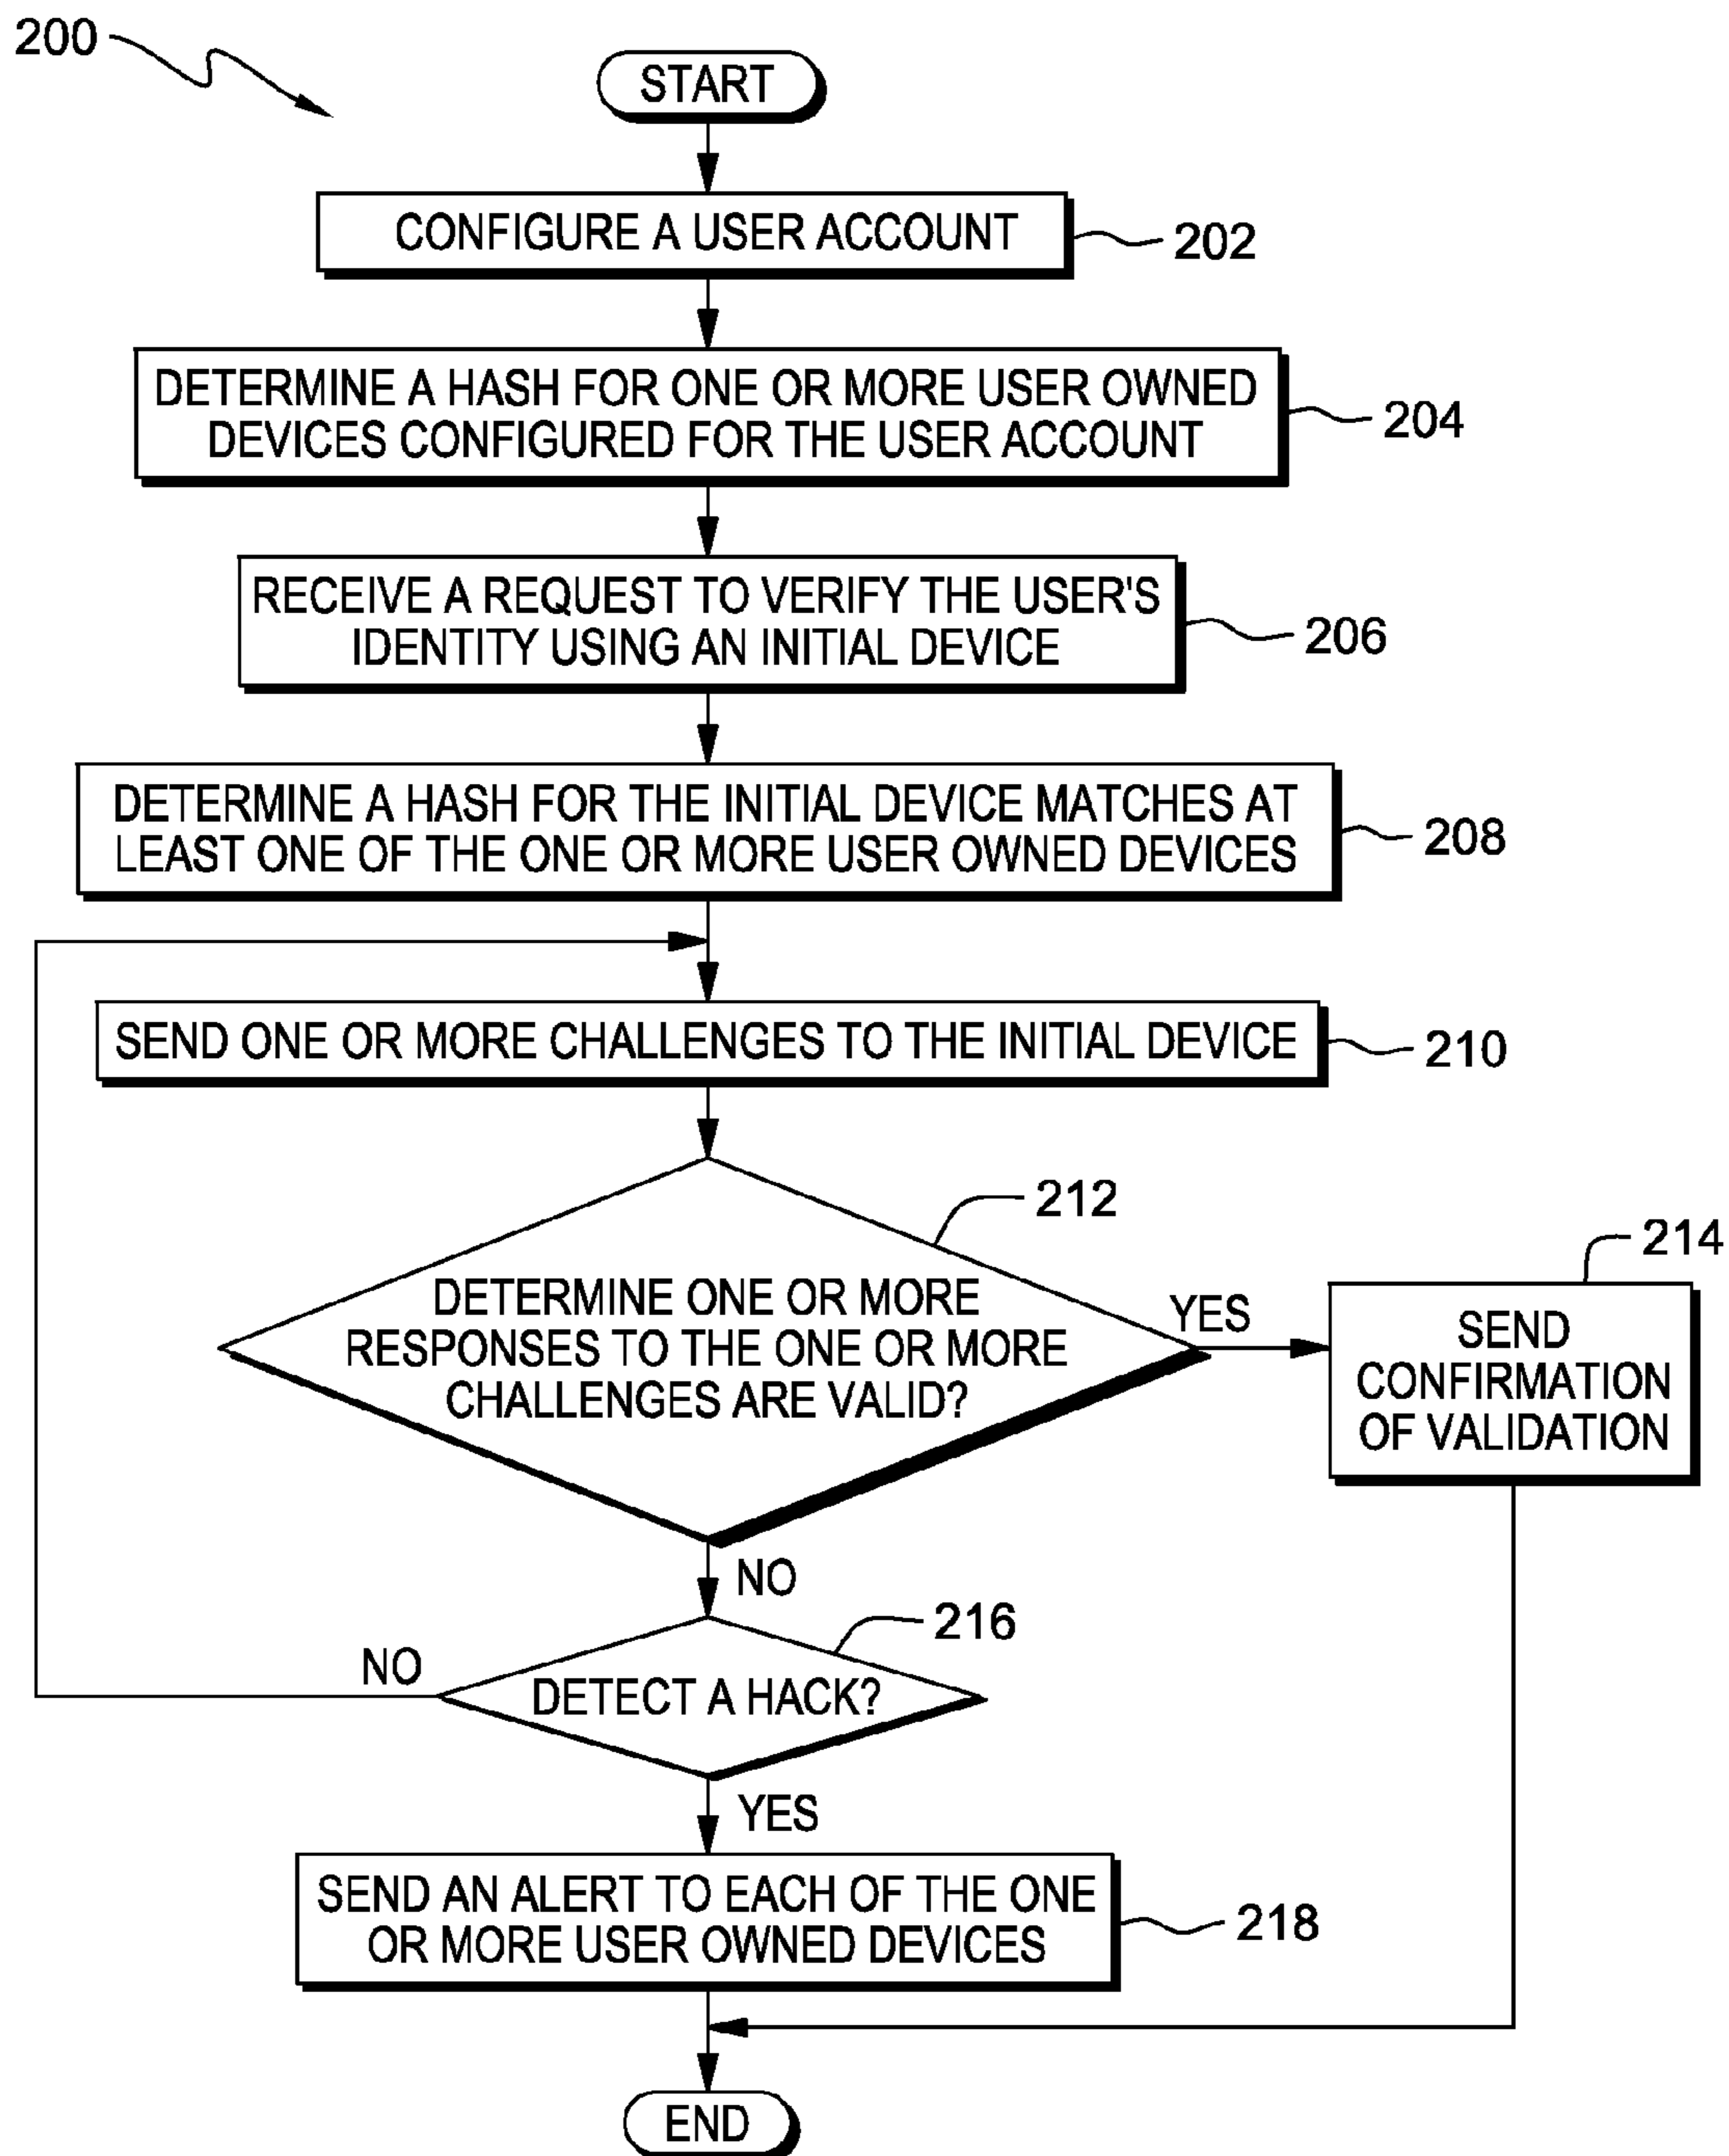 200
START
CONFIGURE A USER ACCOUNT
202
DETERMINE A HASH FOR ONE OR MORE USER OWNED
DEVICES CONFIGURED FOR THE USER ACCOUNT
204
RECEIVE A REQUEST TO VERIFY THE USER'S
IDENTITY USING AN INITIAL DEVICE
206
DETERMINE A HASH FOR THE INITIAL DEVICE MATCHES AT
LEAST ONE OF THE ONE OR MORE USER OWNED DEVICES
208
SEND ONE OR MORE CHALLENGES TO THE INITIAL DEVICE
210
212
DETERMINE ONE OR MORE
RESPONSES TO THE ONE OR MORE
CHALLENGES ARE VALID?
YES
214
SEND
CONFIRMATION
OF VALIDATION
NO
216
DETECT A HACK?
NO
YES
SEND AN ALERT TO EACH OF THE ONE
OR MORE USER OWNED DEVICES
218
END